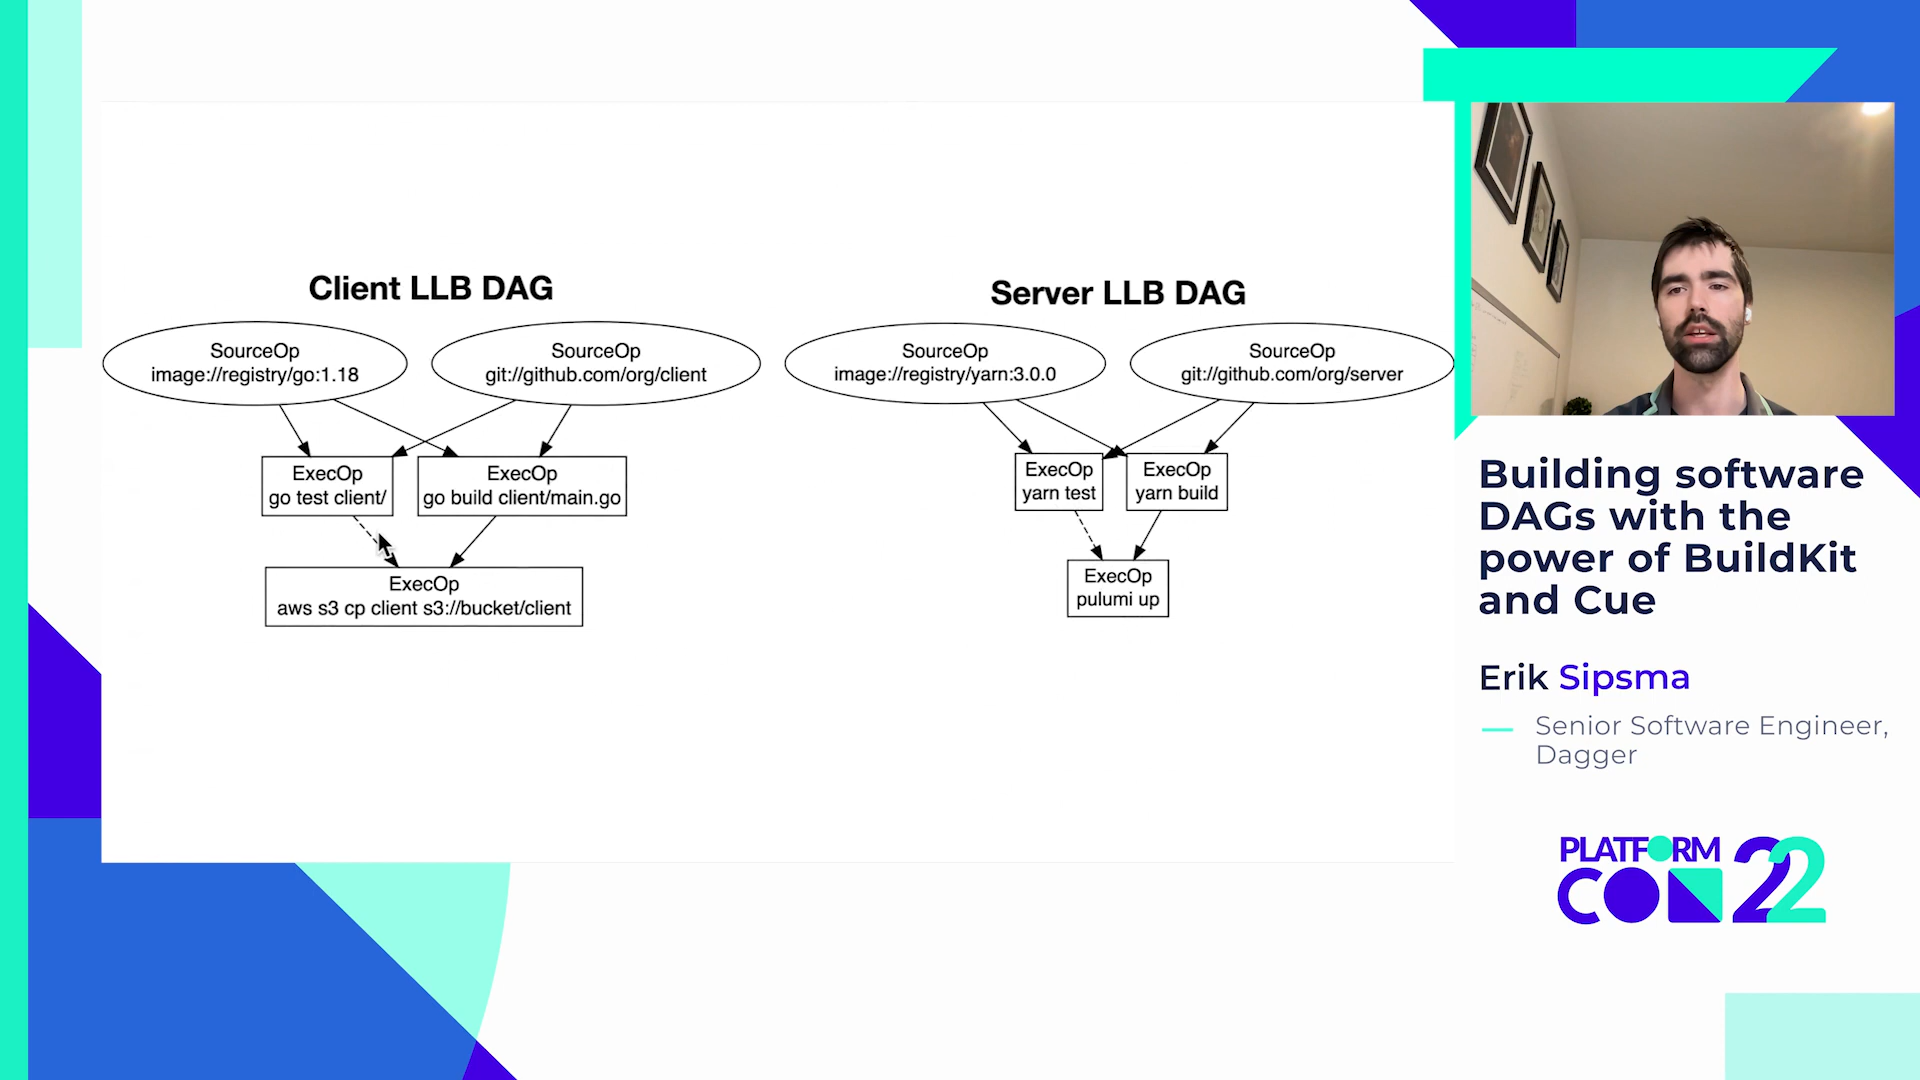 Client LLB DAG
SourceOp
image://registry/go:1.18
SourceOp
git://github.com/org/client
ExecOp
go test client/
ExecOp
go build client/main.go
ExecOp
aws s3 cp client s3://bucket/client
Server LLB DAG
SourceOp
image://registry/yarn:3.0.0
SourceOp
git://github.com/org/server
ExecOp
yarn test
ExecOp
yarn build
ExecOp
pulumi up
Building software
DAGs with the
power of BuildKit
and Cue
Erik Sipsma
Senior Software Engineer,
Dagger
PLATFORM
CON 22